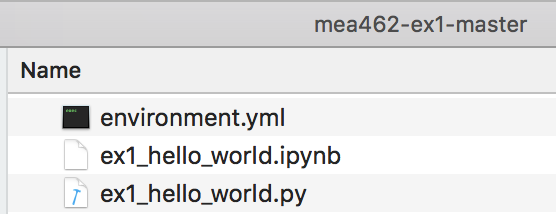 mea462-ex1-master
Name
environment.yml
ex1_hello_world.ipynb
ex1_hello_world.py